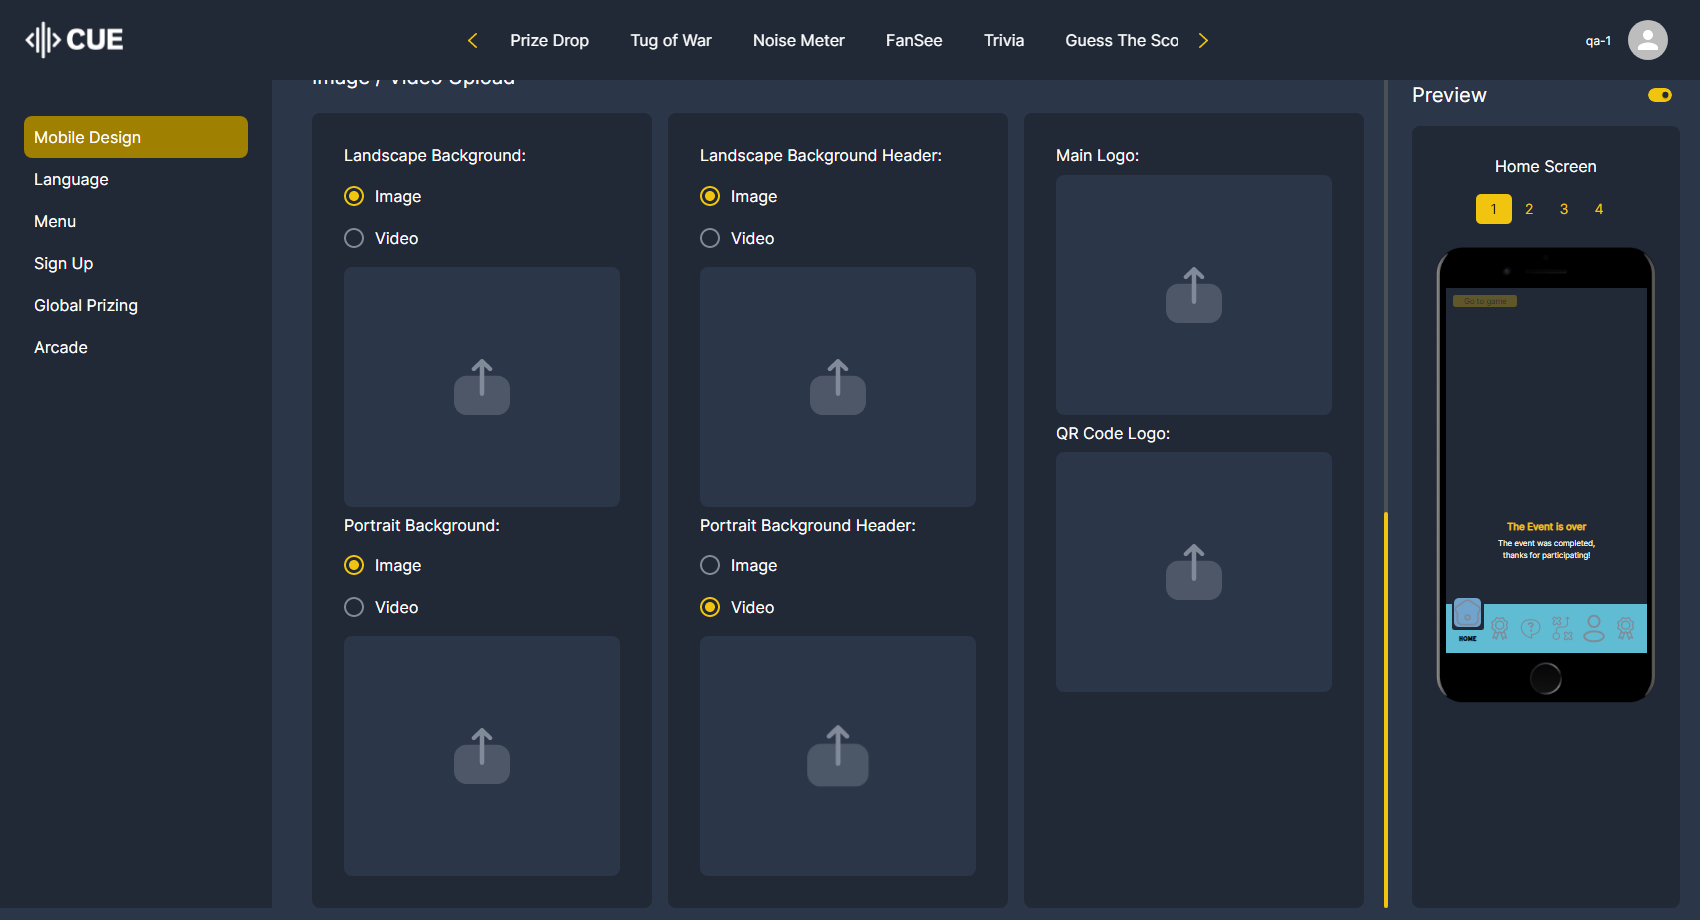 CUE
Prize Drop
Tug of War
Noise Meter
FanSee
Trivia
Guess The Sco
qa-1
Mobile Design
Language
Menu
Sign Up
Global Prizing
Arcade
Image / Video Upload
Landscape Background:
Image
Video
Portrait Background:
Image
Video
Landscape Background Header:
Image
Video
Portrait Background Header:
Image
Video
Main Logo:
QR Code Logo:
Preview
Home Screen
1 2 3 4
Go to game
The Event is over
The event was completed,
thanks for participating!
HOME